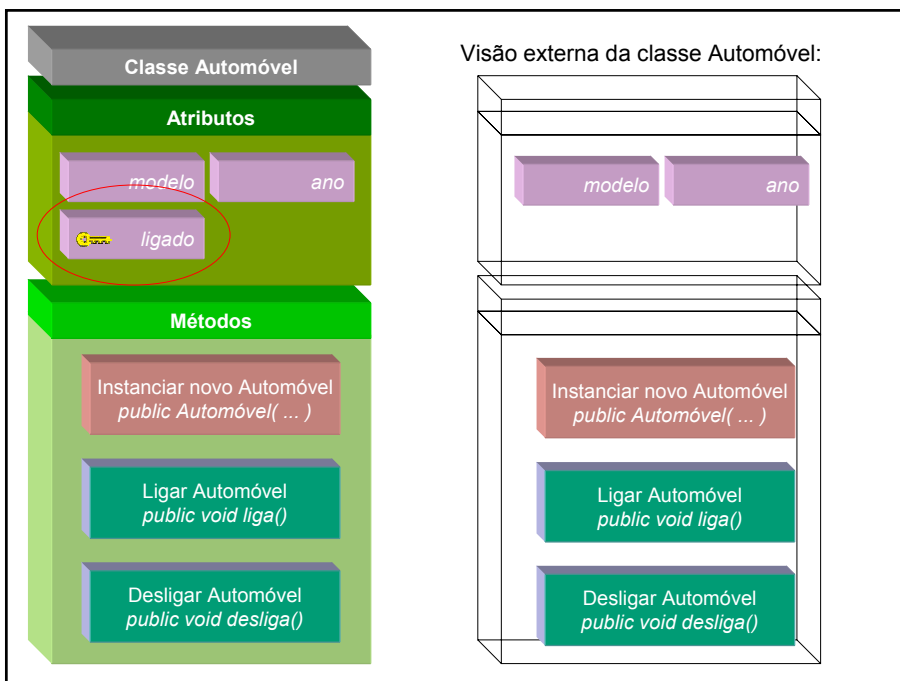 Classe Automóvel
Atributos
modelo
ano
ligado
Métodos
Instanciar novo Automóvel
public Automóvel( ... )
Ligar Automóvel
public void liga()
Desligar Automóvel
public void desliga()
Visão externa da classe Automóvel:
modelo
ano
Instanciar novo Automóvel
public Automóvel( ... )
Ligar Automóvel
public void liga()
Desligar Automóvel
public void desliga()